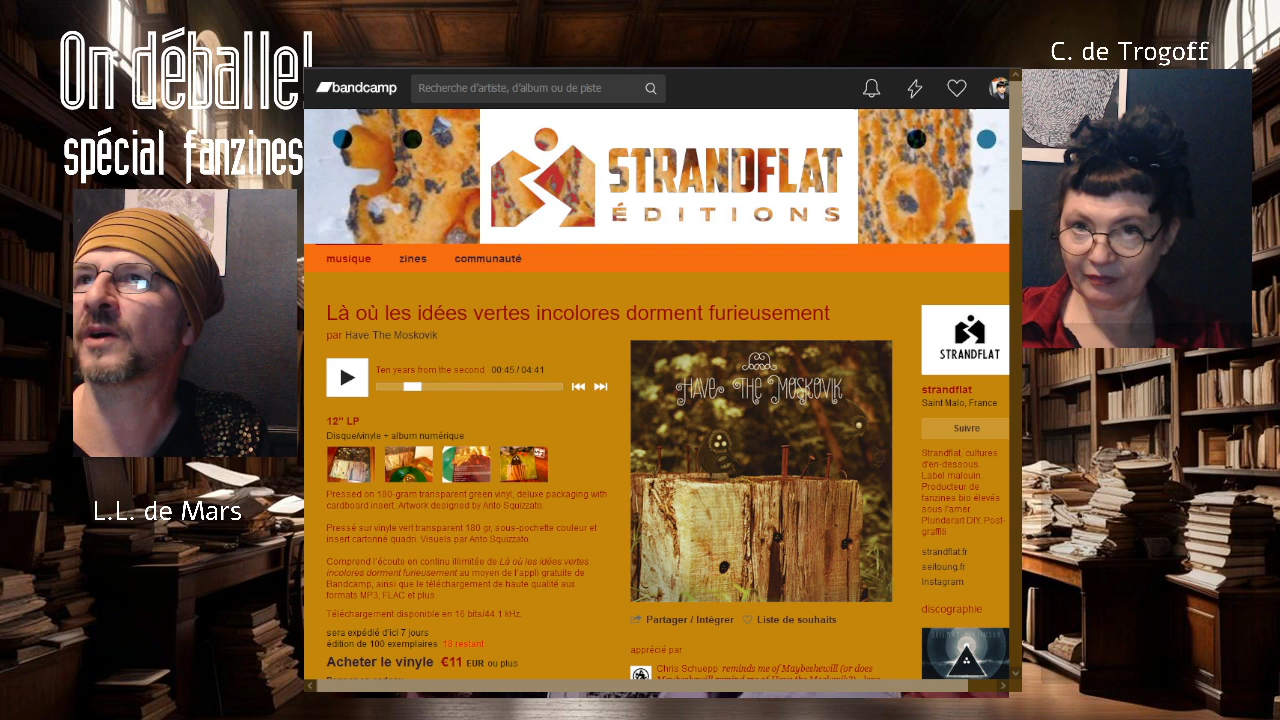 On déballe!
spécial fanzines
C. de Trogoff
L.L. de Mars
bandcamp
Recherche d'artiste, d'album ou de piste
STRANDFLAT
ÉDITIONS
musique zines communauté
Là où les idées vertes incolores dorment furieusement
par Have The Moskovik
Ten years from the second 00:45 / 04:41
12" LP
Disque/vinyle + album numérique
Pressed on 180-gram transparent green vinyl, deluxe packaging with
cardboard insert. Artwork designed by Anto Squizzato.
Pressé sur vinyle vert transparent 180 gr, sous-pochette couleur et
insert cartonné quadri. Visuels par Anto Squizzato.
Comprend l'écoute en continu illimitée de Là où les idées vertes
incolores dorment furieusement au moyen de l'appli gratuite de
Bandcamp, ainsi que le téléchargement de haute qualité aux
formats MP3, FLAC et plus.
Téléchargement disponible en 16 bits/44.1 kHz.
sera expédié d'ici 7 jours
édition de 100 exemplaires 18 restant
Acheter le vinyle €11 EUR ou plus
HAVE THE MOSKOVIK
Partager / Intégrer Liste de souhaits
apprécié par
Chris Schuepp reminds me of Maybeshewill (or does
STRANDFLAT
strandflat
Saint Malo, France
Suivre
Strandflat, cultures
d'en-dessous.
Label malouin.
Producteur de
fanzines bio élevés
sous l'amer.
Plunderart DIY. Post-
graffiti
strandflat.fr
seitoung.fr
Instagram
discographie